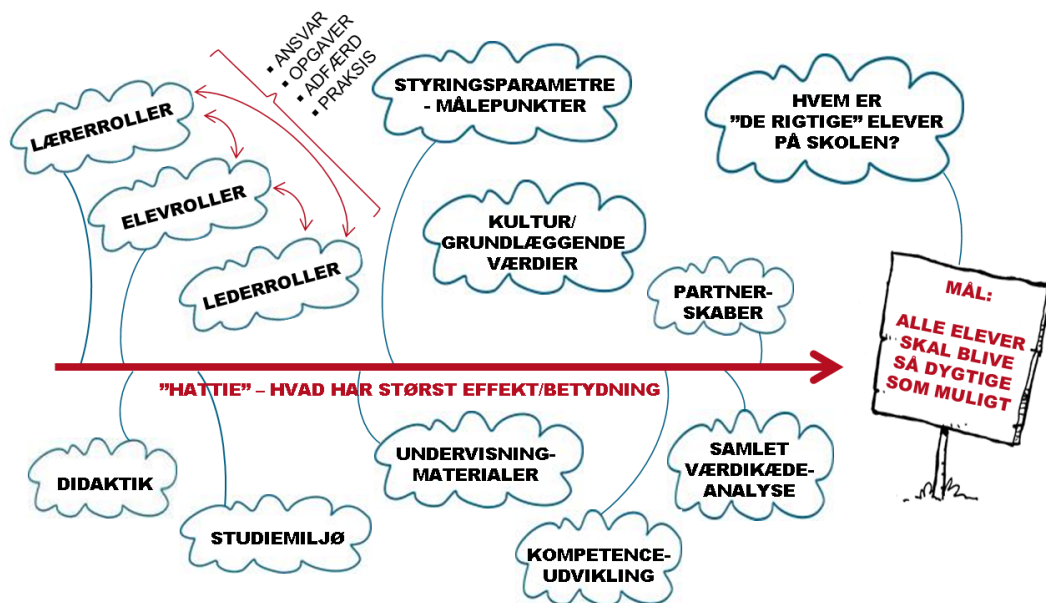 ▪ ANSVAR
▪ OPGAVER
▪ ADFÆRD
▪ PRAKSIS
LÆRERROLLER
ELEVROLLER
LEDERROLLER
STYRINGSPARAMETRE
- MÅLEPUNKTER
KULTUR/
GRUNDLÆGGENDE
VÆRDIER
PARTNER-
SKABER
HVEM ER
”DE RIGTIGE” ELEVER
PÅ SKOLEN?
MÅL:
ALLE ELEVER
SKAL BLIVE
SÅ DYGTIGE
SOM MULIGT
”HATTIE” – HVAD HAR STØRST EFFEKT/BETYDNING
DIDAKTIK
STUDIEMILJØ
UNDERVISNING-
MATERIALER
KOMPETENCE-
UDVIKLING
SAMLET
VÆRDIKÆDE-
ANALYSE